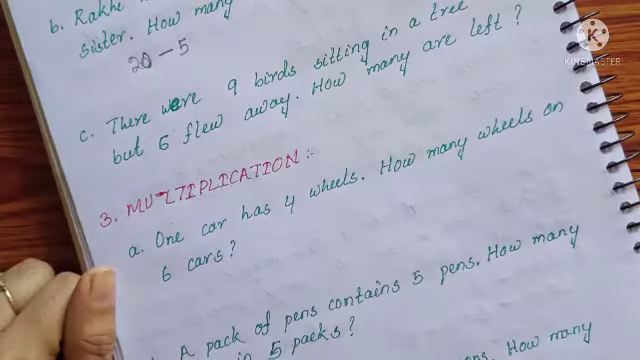 b. Rakhi
sister. How many
20 - 5
c. There were 9 birds sitting in a tree
but 5 flew away. How many are left?
3. MULTIPLICATION:-
a. One car has 4 wheels. How many wheels on
6 cars?
A pack of pens contains 5 pens. How many
in 5 packs?
How many
KINEMASTER